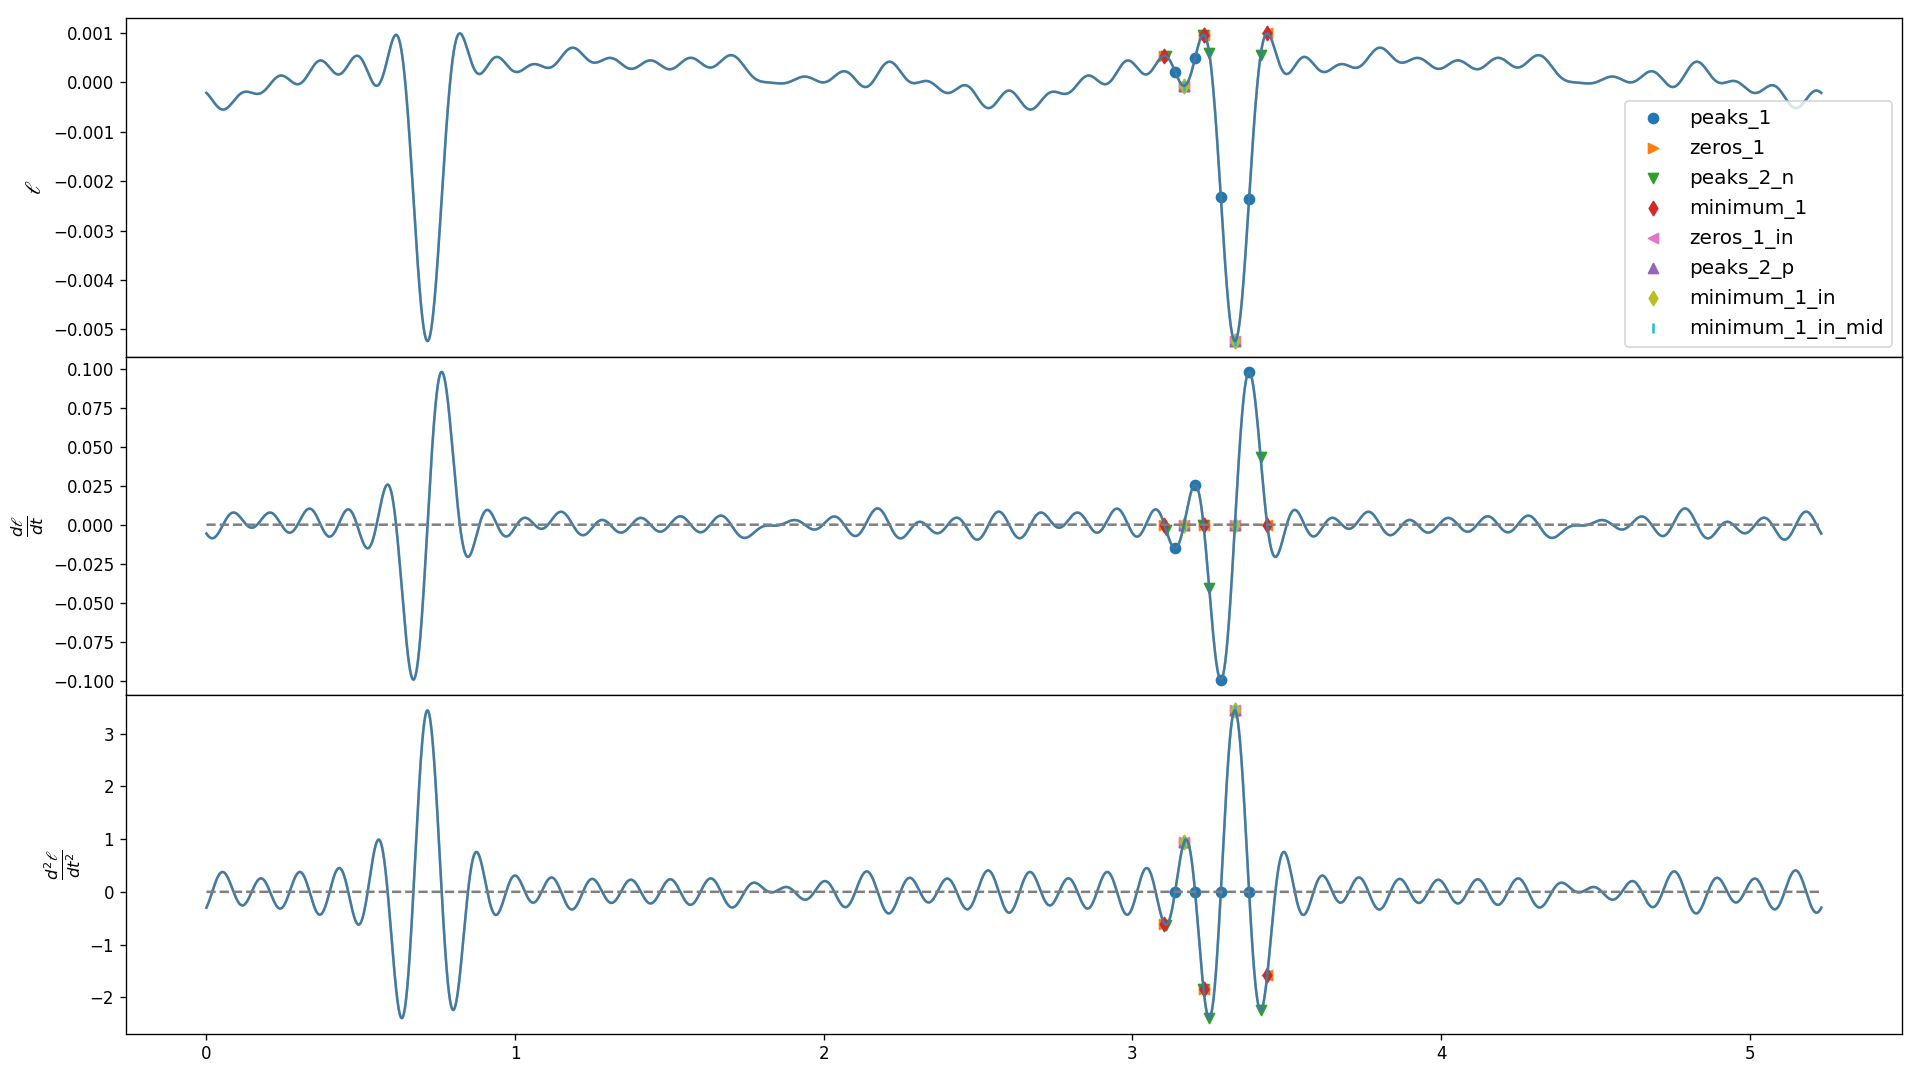 0.001
0.000
−0.001
−0.002
−0.003
−0.004
−0.005
ℓ
peaks_1
zeros_1
peaks_2_n
minimum_1
zeros_1_in
peaks_2_p
minimum_1_in
minimum_1_in_mid
0.100
0.075
0.050
0.025
0.000
−0.025
−0.050
−0.075
−0.100
dℓ
dt
3
2
1
0
−1
−2
d²ℓ
dt²
0 1 2 3 4 5